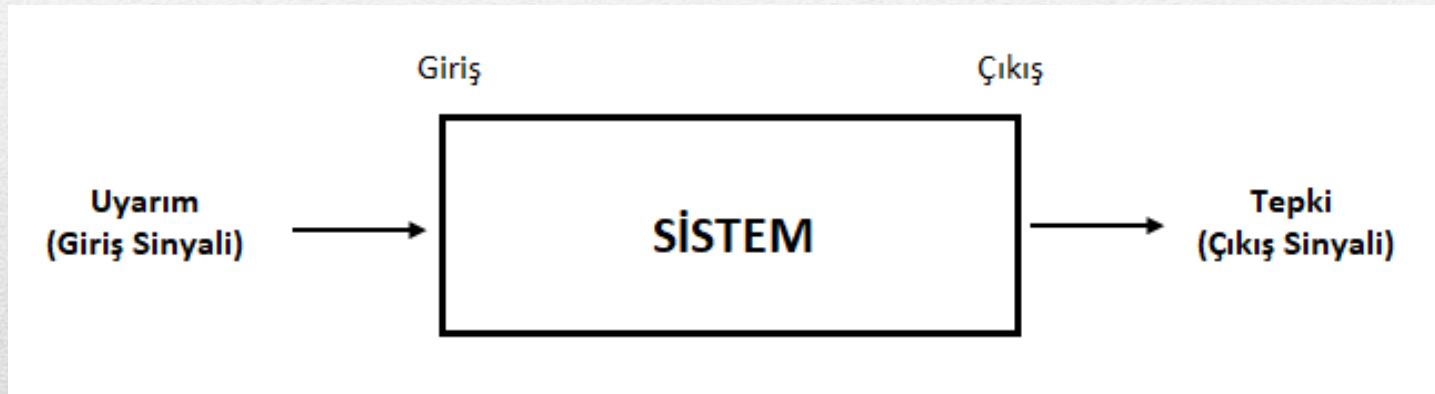 Giriş
Çıkış
Uyarım
(Giriş Sinyali)
SİSTEM
Tepki
(Çıkış Sinyali)